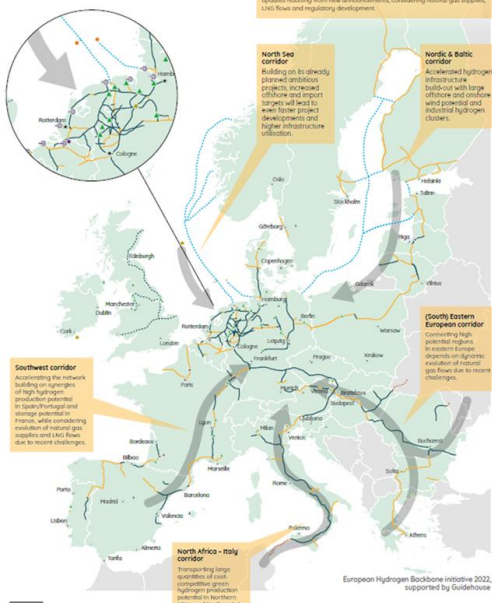 updates resulting from new announcements, considering natural gas supplies,
LNG flows and regulatory development
North Sea
corridor
Building on its already
planned ambitious
projects, increased
offshore and import
targets will lead to
even faster project
developments and
higher infrastructure
utilisation.
Nordic & Baltic
corridor
Accelerated hydrogen
infrastructure
build-out with large
offshore and onshore
wind potential and
industrial hydrogen
clusters.
Hamb
Rotterdam
Cologne
Oslo
Helsinki
Tallinn
Stockholm
Göteborg
Riga
Edinburgh
Copenhagen
Gdansk
Vilnius
Manchester
Dublin
Hamburg
Cork
Rotterdam
Berlin
Warsaw
London
Cologne
Leipzig
Frankfurt
Prague
Krakow
(South) Eastern
European corridor
Connecting high
potential regions
in eastern Europe
depends on dynamic
evolution of natural
gas flows due to recent
challenges.
Southwest corridor
Accelerating the network
building on synergies
of high hydrogen
production potential
in Spain/Portugal and
storage potential in
France, while considering
evolution of natural gas
supplies and LNG flows
due to recent challenges.
Paris
Munich
Vienna
Bratislava
Budapest
Lyon
Milan
Ljubljana
Venice
Bucharest
Bordeaux
Bilbao
Marseille
Sofia
Rome
Porto
Madrid
Barcelona
Lisbon
Valencia
Palermo
Athens
Almeria
Tarifa
North Africa - Italy
corridor
Transporting large
quantities of cost-
competitive green
hydrogen production
potential in Northern
European Hydrogen Backbone initiative 2022,
supported by Guidehouse